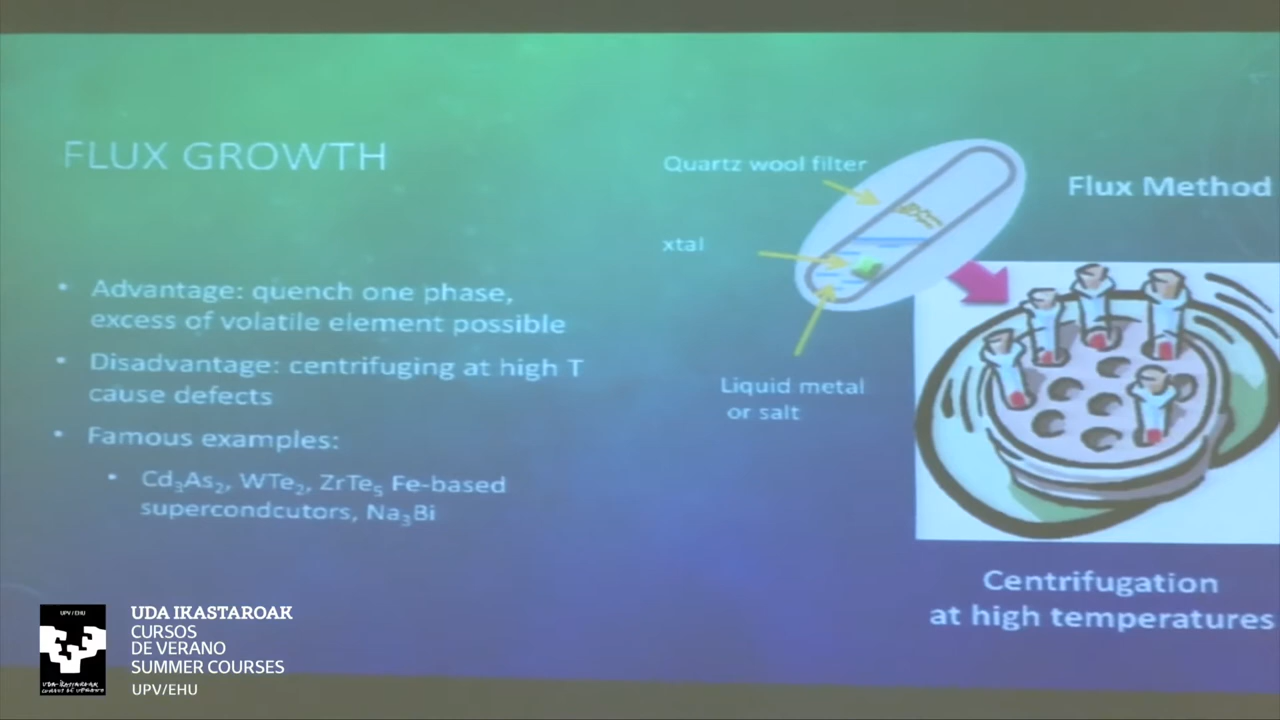 FLUX GROWTH
• Advantage: quench one phase,
excess of volatile element possible
• Disadvantage: centrifuging at high T
cause defects
• Famous examples:
• Cd₃As₂, WTe₂, ZrTe₅ Fe-based
supercondcutors, Na₃Bi
Quartz wool filter
xtal
Liquid metal
or salt
Flux Method
Centrifugation
at high temperatures
UPV / EHU
UDA IKASTAROAK
CURSOS
DE VERANO
SUMMER COURSES
UPV/EHU